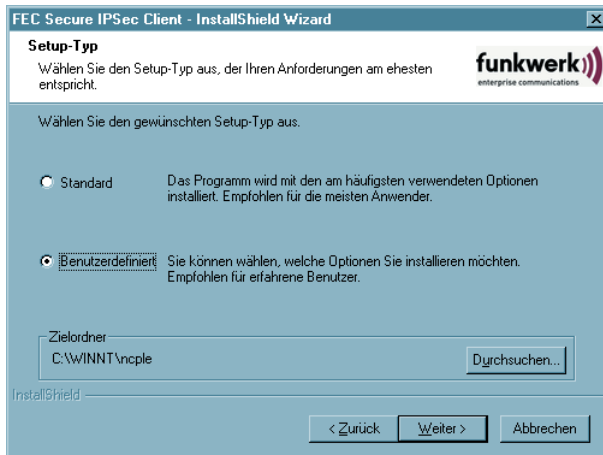 FEC Secure IPSec Client - InstallShield Wizard
Setup-Typ
Wählen Sie den Setup-Typ aus, der Ihren Anforderungen am ehesten
entspricht.
funkwerk
enterprise communications
Wählen Sie den gewünschten Setup-Typ aus.
Standard
Das Programm wird mit den am häufigsten verwendeten Optionen
installiert. Empfohlen für die meisten Anwender.
Benutzerdefiniert
Sie können wählen, welche Optionen Sie installieren möchten.
Empfohlen für erfahrene Benutzer.
Zielordner
C:\WINNT\ncple
Durchsuchen...
InstallShield
< Zurück
Weiter >
Abbrechen